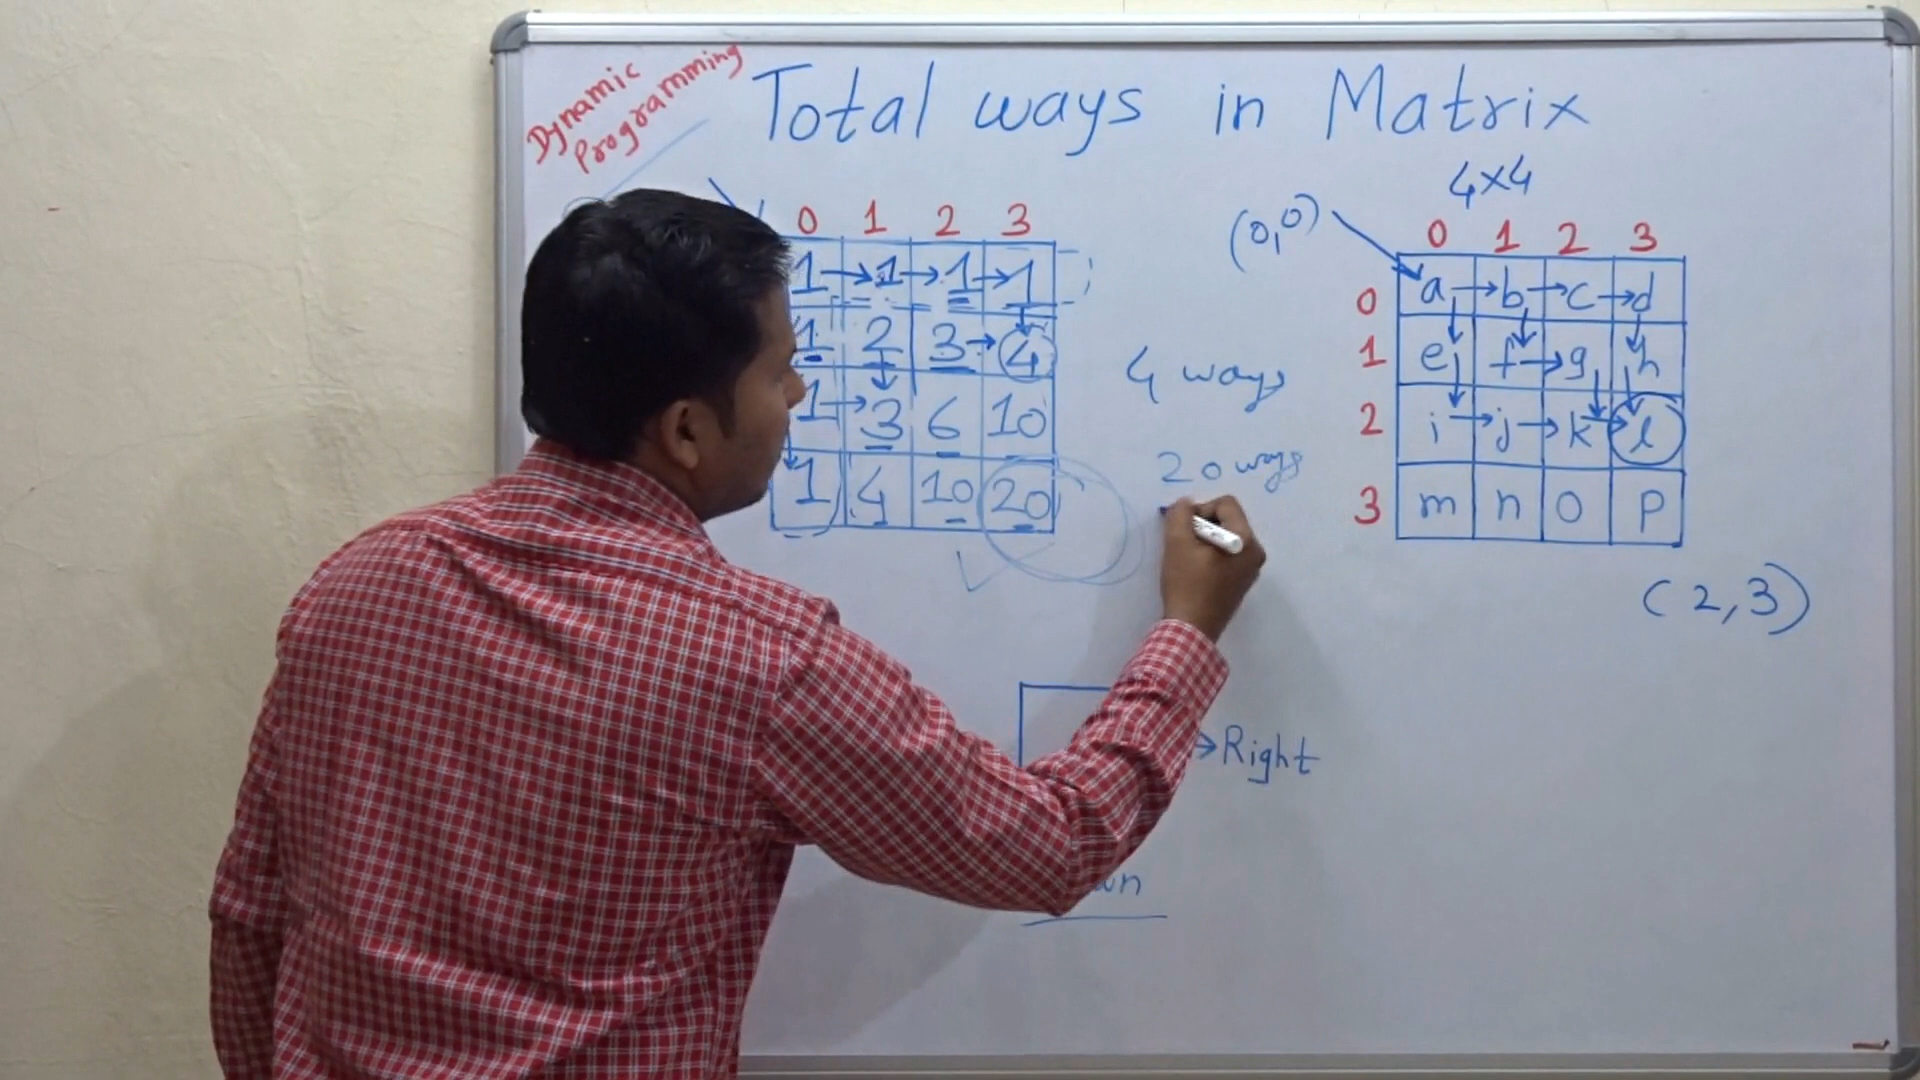 Dynamic
Programming
Total ways in Matrix
4x4
(0,0)
0 1 2 3
1 1 1 1
1 2 3 4
1 3 6 10
1 4 10 20
4 ways
20 ways
0 1 2 3
0 a b c d
1 e f g h
2 i j k l
3 m n o p
(2,3)
Right